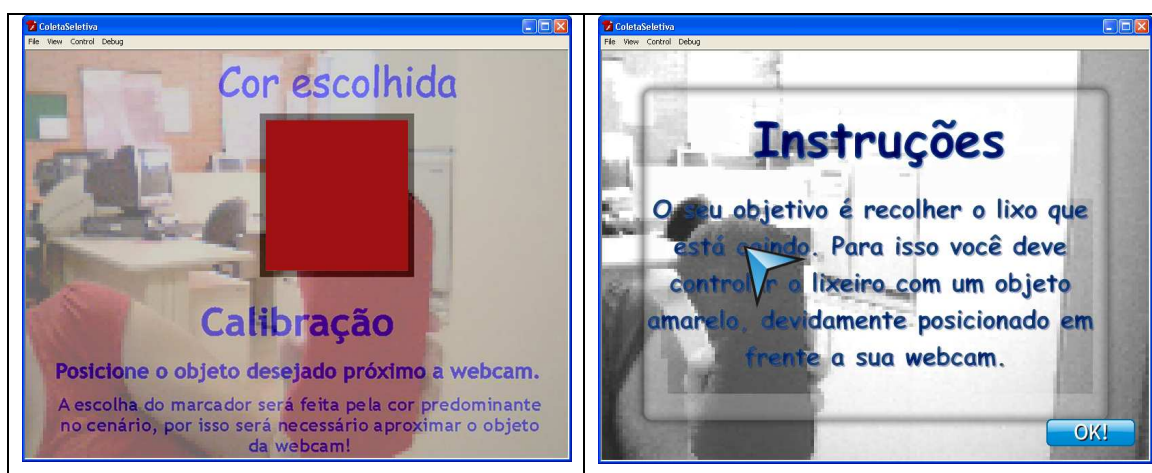 ColetaSeletiva
File View Control Debug
Cor escolhida
Calibração
Posicione o objeto desejado próximo a webcam.
A escolha do marcador será feita pela cor predominante
no cenário, por isso será necessário aproximar o objeto
da webcam!
ColetaSeletiva
File View Control Debug
Instruções
O seu objetivo é recolher o lixo que
está caindo. Para isso você deve
controlar o lixeiro com um objeto
amarelo, devidamente posicionado em
frente a sua webcam.
OK!